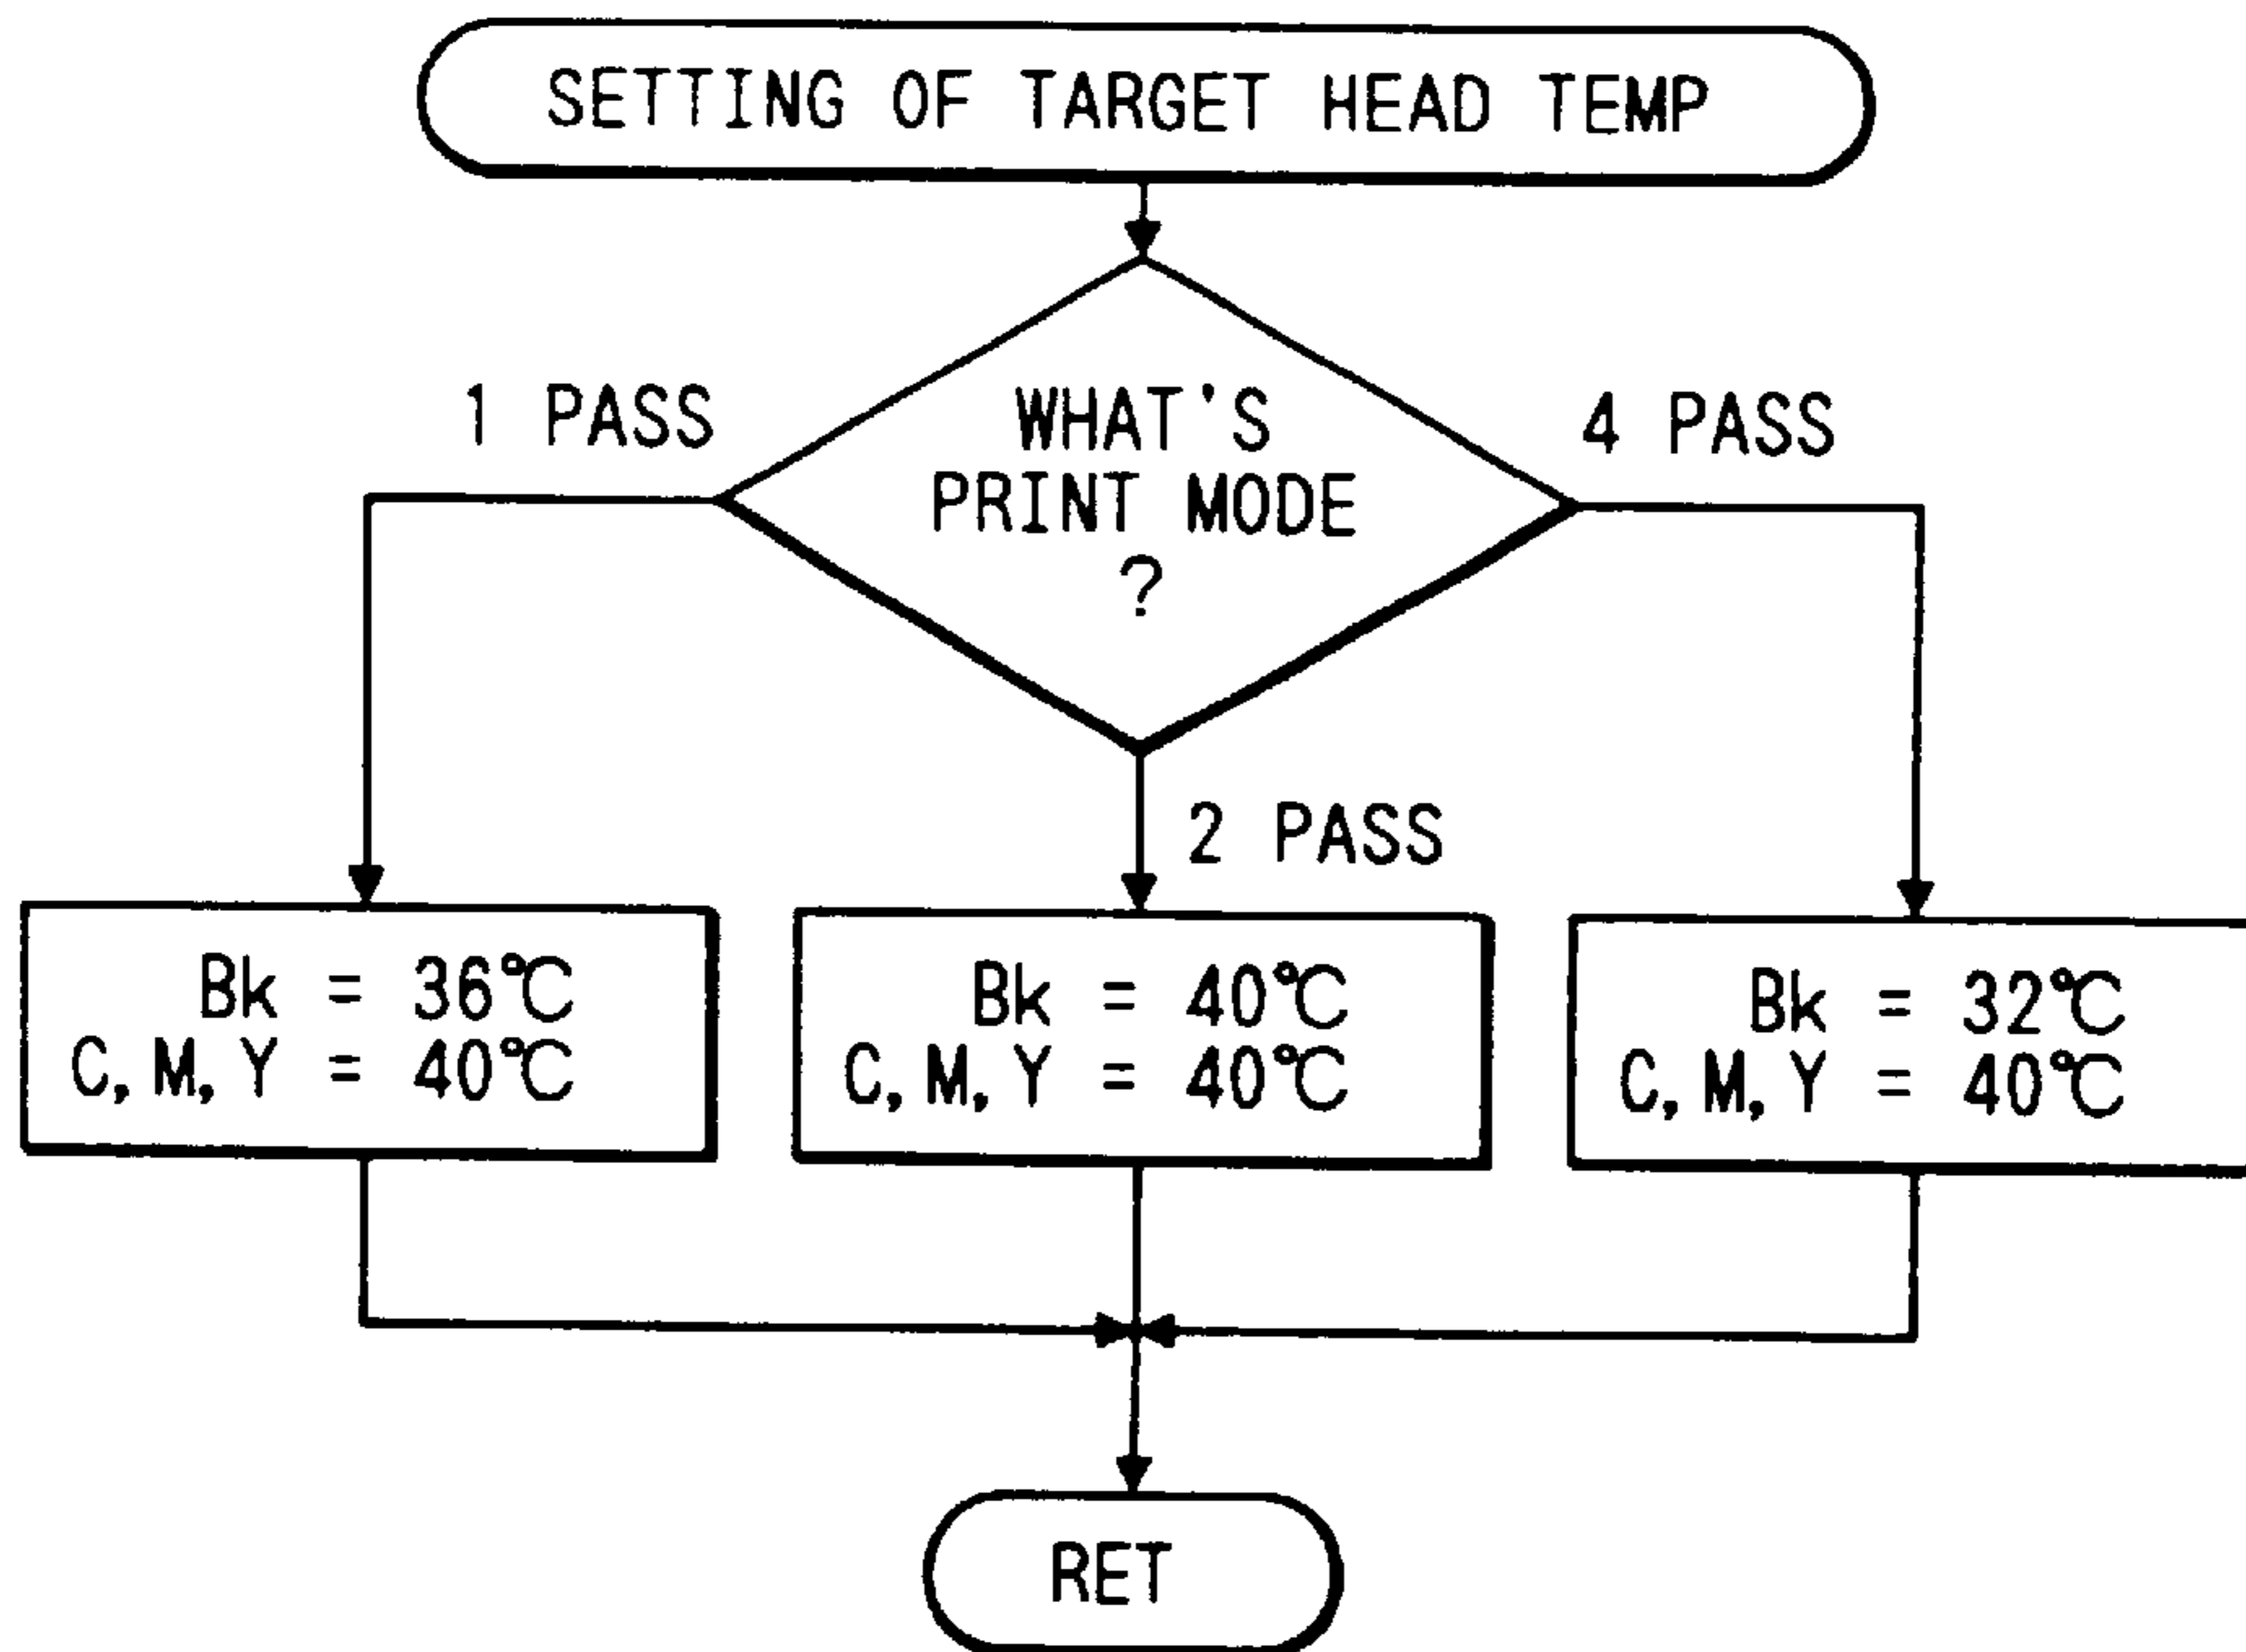 SETTING OF TARGET HEAD TEMP
WHAT'S
PRINT MODE
?
1 PASS
4 PASS
2 PASS
Bk = 36℃
C, M, Y = 40℃
Bk = 40℃
C, M, Y = 40℃
Bk = 32℃
C, M, Y = 40℃
RET